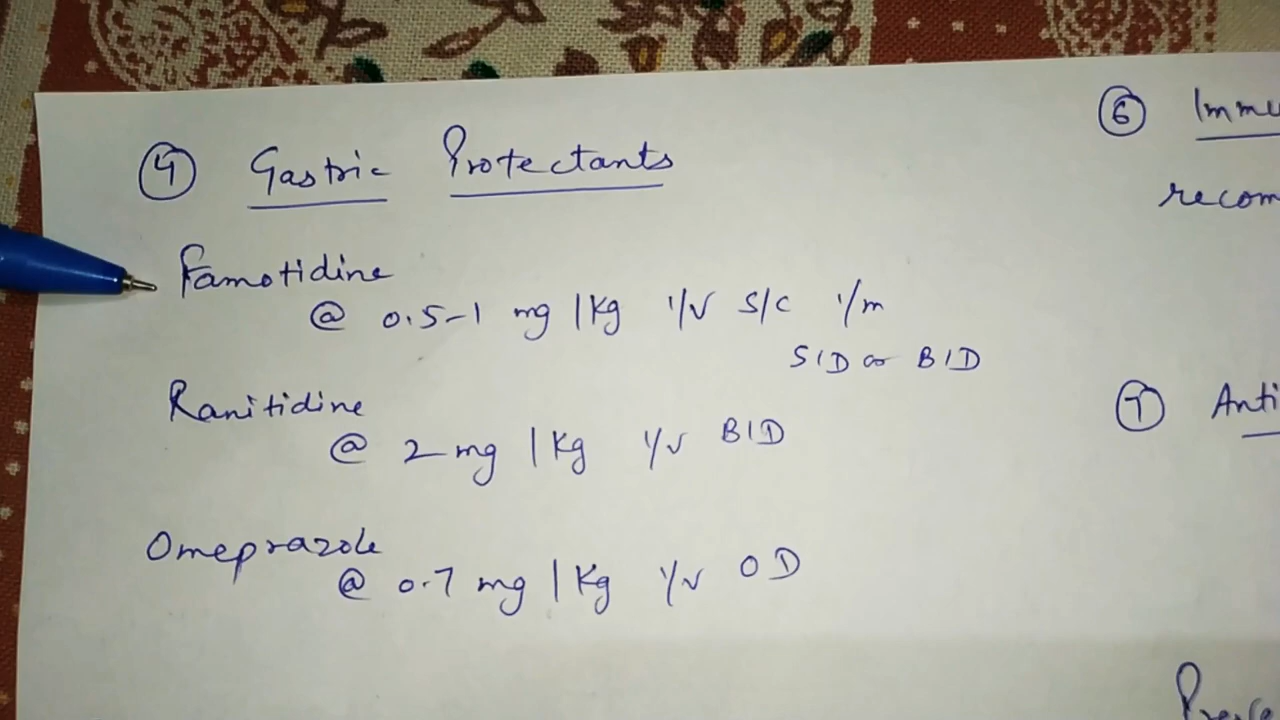 ④ Gastric Protectants
Famotidine
@ 0.5-1 mg/kg i/v s/c i/m
SID or BID
Ranitidine
@ 2 mg/kg i/v BID
Omeprazole
@ 0.7 mg/kg i/v OD
⑥ Immu
recom
⑦ Anti